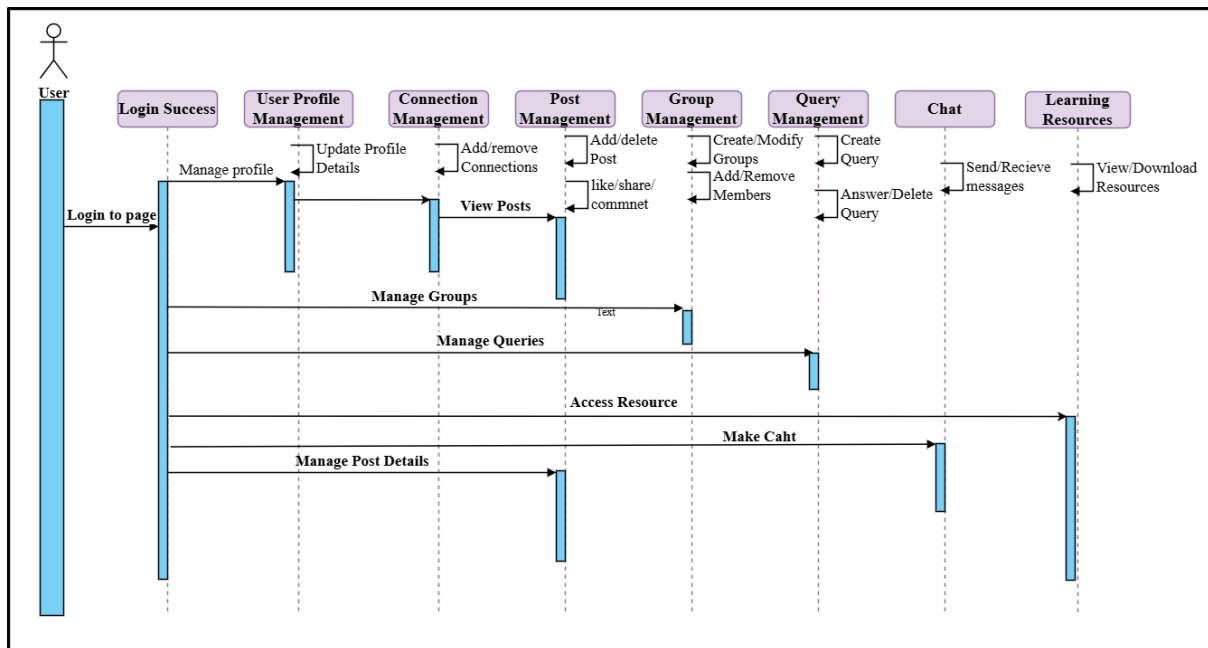 User
Login Success
User Profile
Management
Connection
Management
Post
Management
Group
Management
Query
Management
Chat
Learning
Resources
Update Profile
Details
Add/remove
Connections
Add/delete
Post
like/share/
commnet
Create/Modify
Groups
Add/Remove
Members
Create
Query
Answer/Delete
Query
Send/Recieve
messages
View/Download
Resources
Manage profile
Login to page
View Posts
Manage Groups
Text
Manage Queries
Access Resource
Make Caht
Manage Post Details